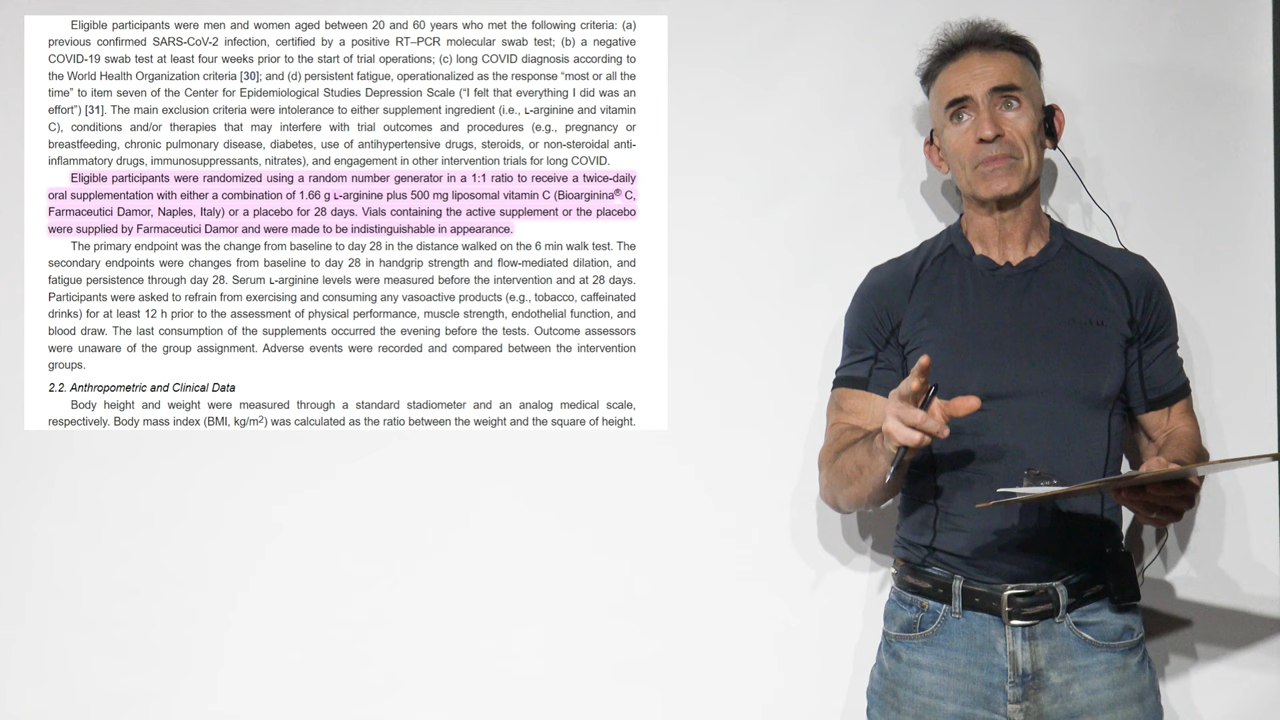 Eligible participants were men and women aged between 20 and 60 years who met the following criteria: (a)
previous confirmed SARS-CoV-2 infection, certified by a positive RT–PCR molecular swab test; (b) a negative
COVID-19 swab test at least four weeks prior to the start of trial operations; (c) long COVID diagnosis according to
the World Health Organization criteria [30]; and (d) persistent fatigue, operationalized as the response “most or all the
time” to item seven of the Center for Epidemiological Studies Depression Scale (“I felt that everything I did was an
effort”) [31]. The main exclusion criteria were intolerance to either supplement ingredient (i.e., ʟ-arginine and vitamin
C), conditions and/or therapies that may interfere with trial outcomes and procedures (e.g., pregnancy or
breastfeeding, chronic pulmonary disease, diabetes, use of antihypertensive drugs, steroids, or non-steroidal anti-
inflammatory drugs, immunosuppressants, nitrates), and engagement in other intervention trials for long COVID.
Eligible participants were randomized using a random number generator in a 1:1 ratio to receive a twice-daily
oral supplementation with either a combination of 1.66 g ʟ-arginine plus 500 mg liposomal vitamin C (Bioarginina® C,
Farmaceutici Damor, Naples, Italy) or a placebo for 28 days. Vials containing the active supplement or the placebo
were supplied by Farmaceutici Damor and were made to be indistinguishable in appearance.
The primary endpoint was the change from baseline to day 28 in the distance walked on the 6 min walk test. The
secondary endpoints were changes from baseline to day 28 in handgrip strength and flow-mediated dilation, and
fatigue persistence through day 28. Serum ʟ-arginine levels were measured before the intervention and at 28 days.
Participants were asked to refrain from exercising and consuming any vasoactive products (e.g., tobacco, caffeinated
drinks) for at least 12 h prior to the assessment of physical performance, muscle strength, endothelial function, and
blood draw. The last consumption of the supplements occurred the evening before the tests. Outcome assessors
were unaware of the group assignment. Adverse events were recorded and compared between the intervention
groups.
2.2. Anthropometric and Clinical Data
Body height and weight were measured through a standard stadiometer and an analog medical scale,
respectively. Body mass index (BMI, kg/m²) was calculated as the ratio between the weight and the square of height.